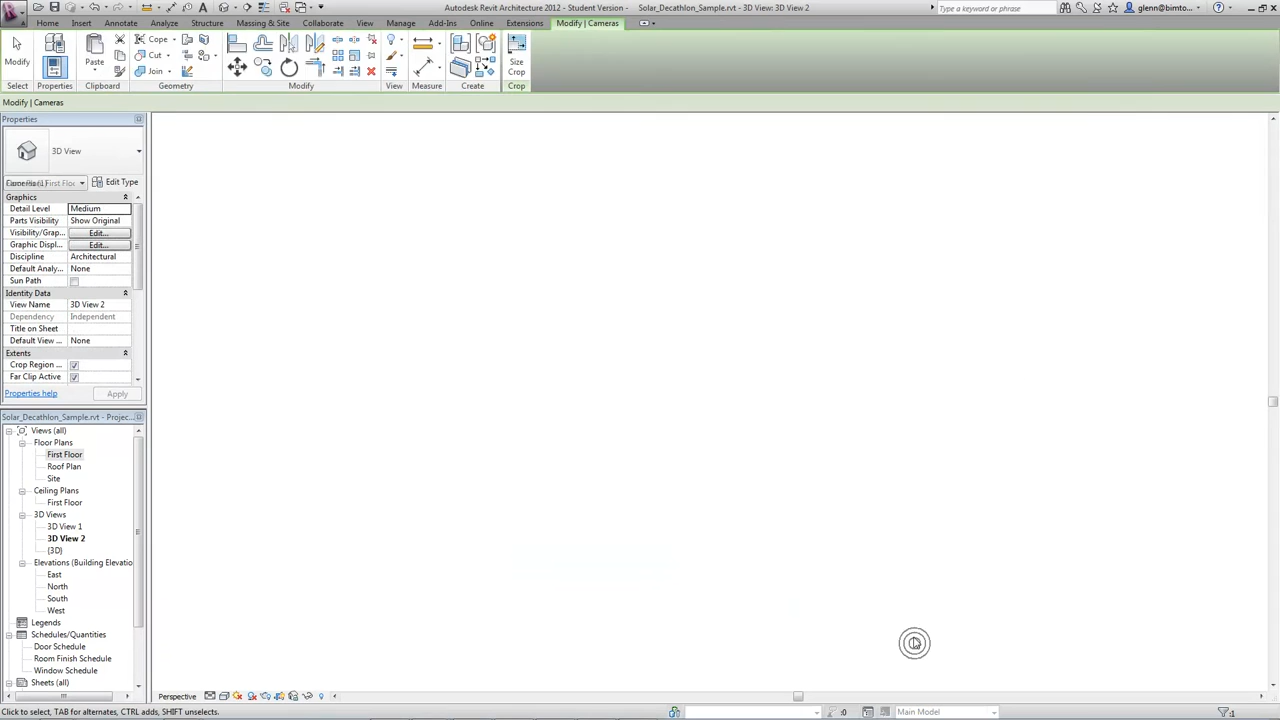 Autodesk Revit Architecture 2012 - Student Version - Solar_Decathlon_Sample.rvt - 3D View: 3D View 2
Type a keyword or phrase
glenn@bimto...
Home Insert Annotate Analyze Structure Massing & Site Collaborate View Manage Add-Ins Online Extensions Modify | Cameras
Modify Paste Cope Cut Join Size Crop
Select Properties Clipboard Geometry Modify View Measure Create Crop
Modify | Cameras
Properties
3D View
Edit Type
Graphics
Detail Level Medium
Parts Visibility Show Original
Visibility/Grap... Edit...
Graphic Displ... Edit...
Discipline Architectural
Default Analy... None
Sun Path
Identity Data
View Name 3D View 2
Dependency Independent
Title on Sheet
Default View ... None
Extents
Crop Region ...
Far Clip Active
Properties help Apply
Solar_Decathlon_Sample.rvt - Projec...
Views (all)
Floor Plans
First Floor
Roof Plan
Site
Ceiling Plans
First Floor
3D Views
3D View 1
3D View 2
{3D}
Elevations (Building Elevatio
East
North
South
West
Legends
Schedules/Quantities
Door Schedule
Room Finish Schedule
Window Schedule
Sheets (all)
Perspective
Click to select, TAB for alternates, CTRL adds, SHIFT unselects.
:0
Main Model
:1